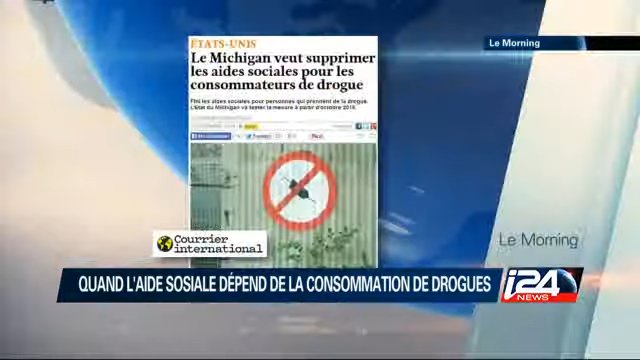 Le Morning
ÉTATS-UNIS
Le Michigan veut supprimer
les aides sociales pour les
consommateurs de drogue
Fini les aides sociales pour personnes qui prennent de la drogue.
L'Etat du Michigan va tester la mesure à partir d'octobre 2015.
Courrier
international
Le Morning
QUAND L'AIDE SOSIALE DÉPEND DE LA CONSOMMATION DE DROGUES
i24
NEWS